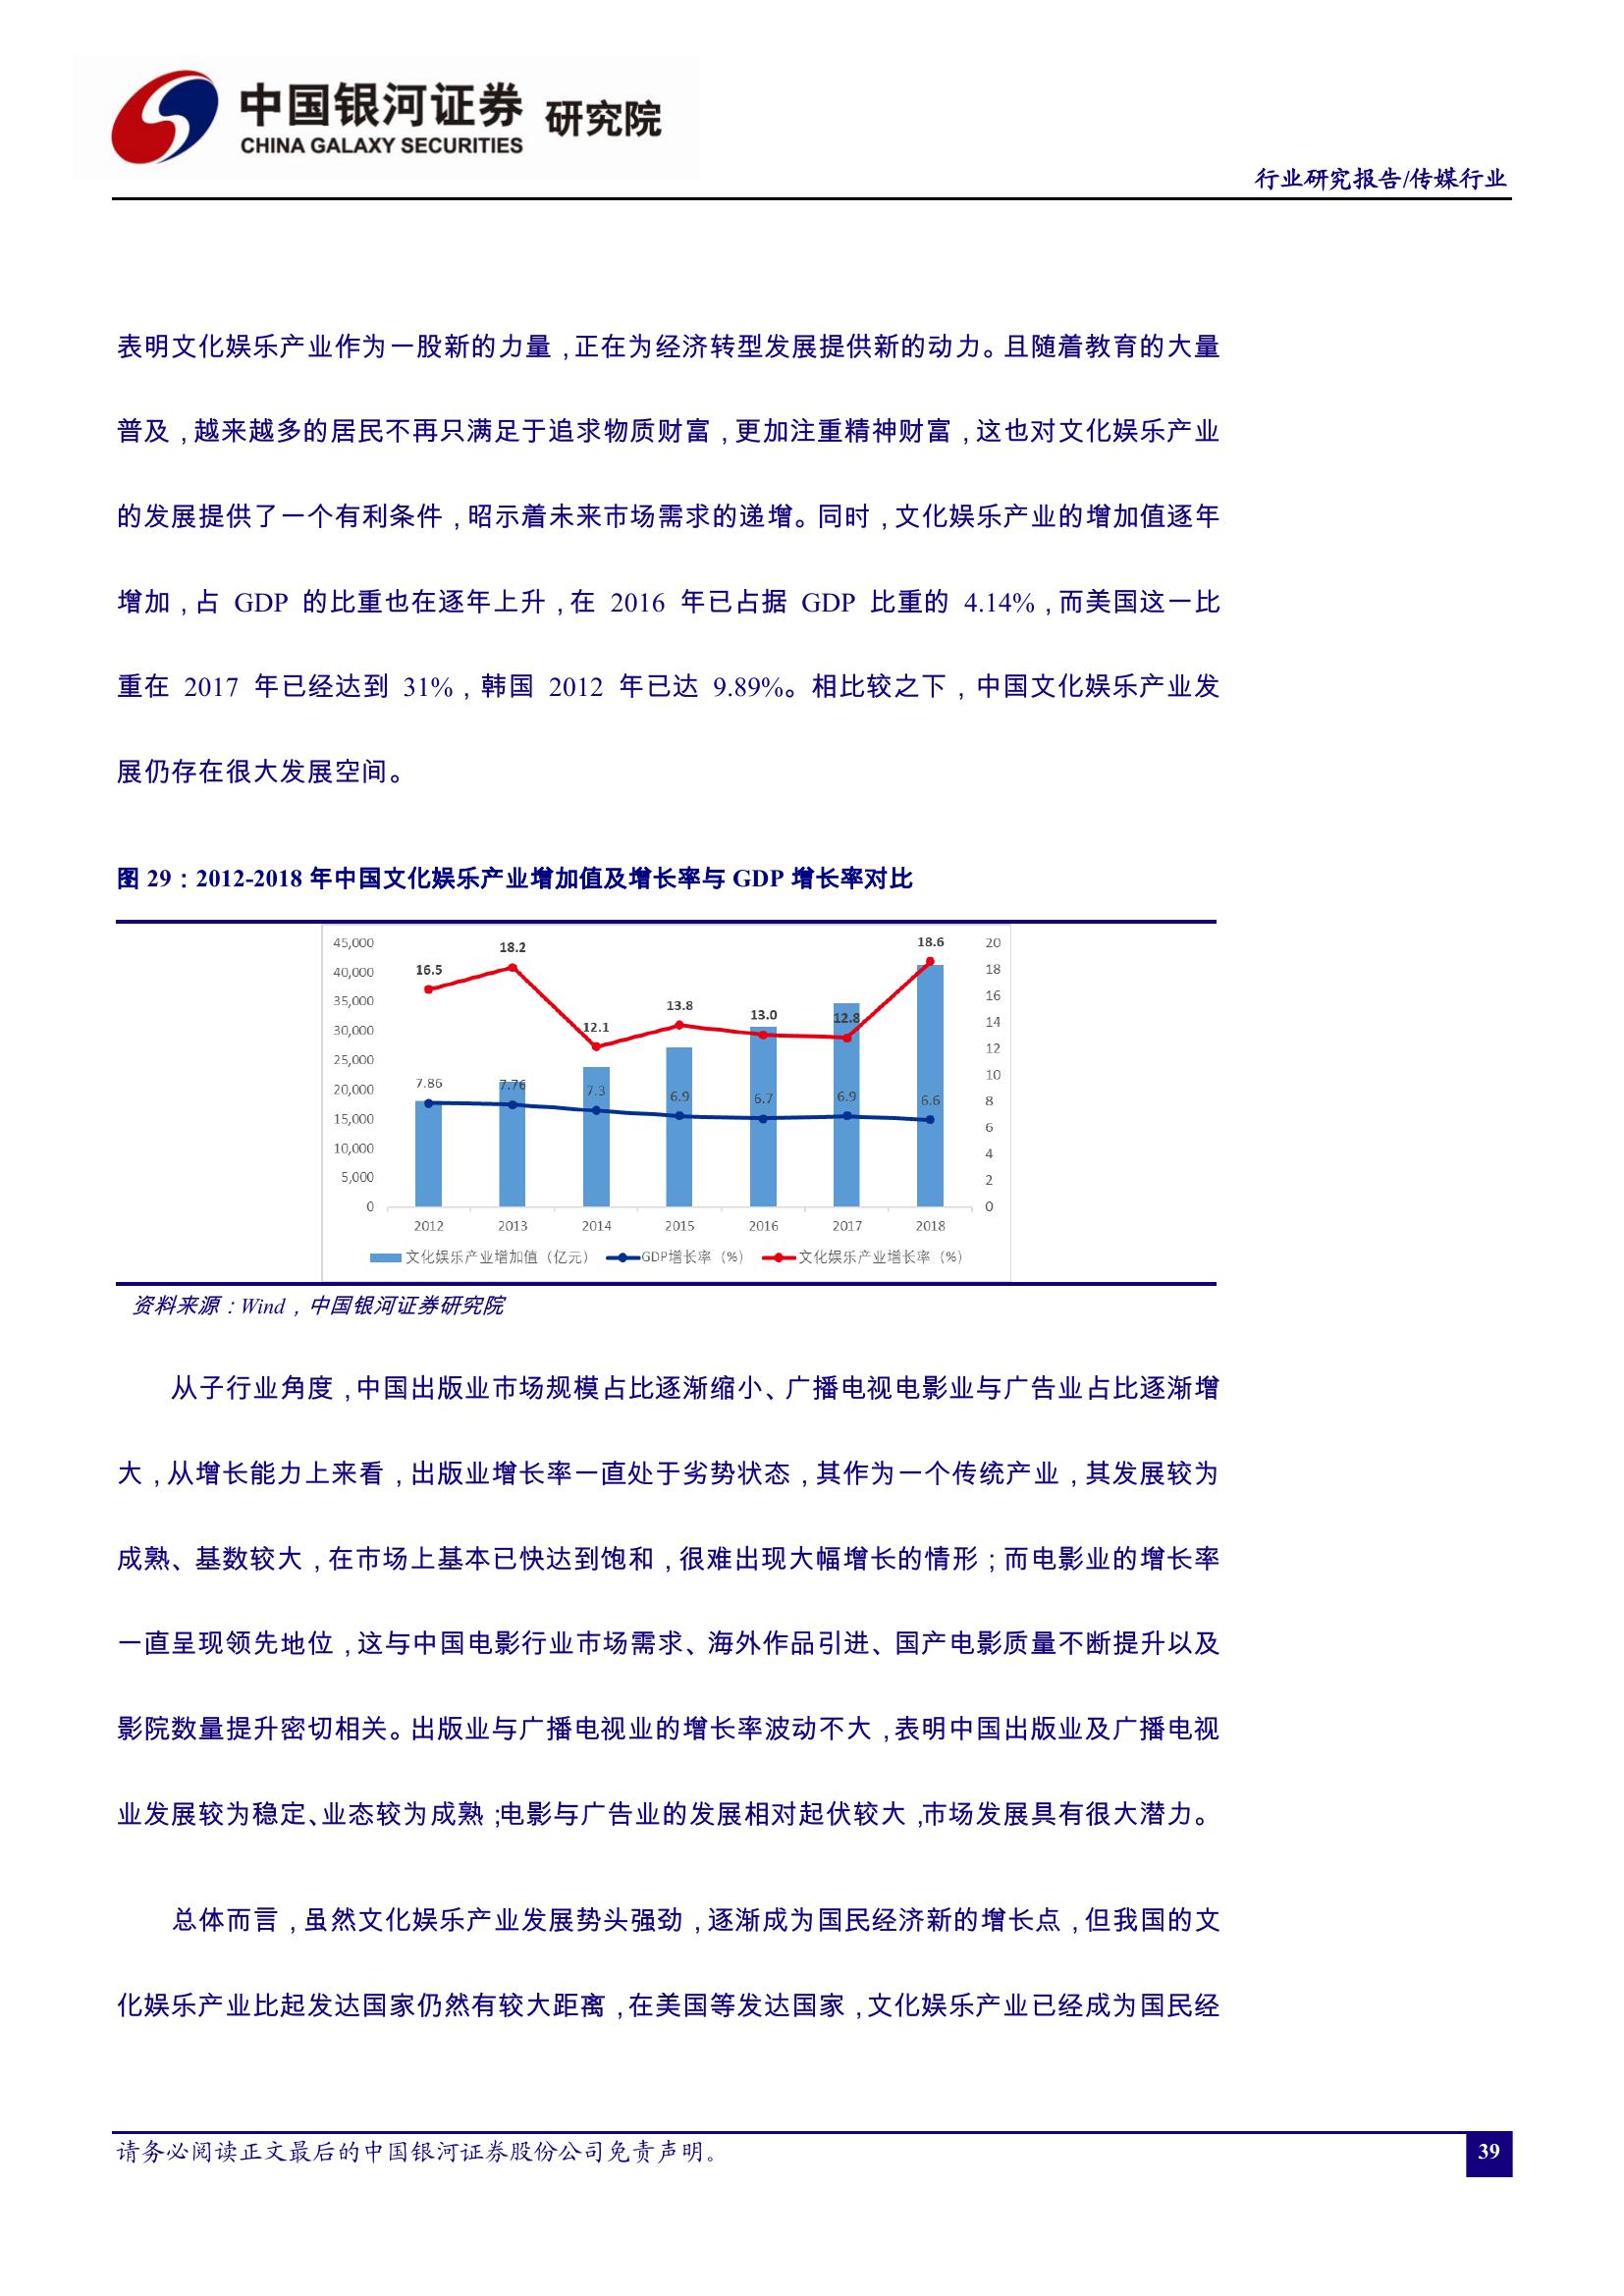 中国银河证券 研究院
CHINA GALAXY SECURITIES
行业研究报告/传媒行业
表明文化娱乐产业作为一股新的力量，正在为经济转型发展提供新的动力。且随着教育的大量
普及，越来越多的居民不再只满足于追求物质财富，更加注重精神财富，这也对文化娱乐产业
的发展提供了一个有利条件，昭示着未来市场需求的递增。同时，文化娱乐产业的增加值逐年
增加，占 GDP 的比重也在逐年上升，在 2016 年已占据 GDP 比重的 4.14%，而美国这一比
重在 2017 年已经达到 31%，韩国 2012 年已达 9.89%。相比较之下，中国文化娱乐产业发
展仍存在很大发展空间。
图 29：2012-2018 年中国文化娱乐产业增加值及增长率与 GDP 增长率对比
45,000
40,000
35,000
30,000
25,000
20,000
15,000
10,000
5,000
0
16.5 18.2 12.1 13.8 13.0 12.8 18.6
7.86 7.76 7.3 6.9 6.7 6.9 6.6
20
18
16
14
12
10
8
6
4
2
0
2012 2013 2014 2015 2016 2017 2018
文化娱乐产业增加值（亿元） GDP增长率（%） 文化娱乐产业增长率（%）
资料来源：Wind，中国银河证券研究院
从子行业角度，中国出版业市场规模占比逐渐缩小、广播电视电影业与广告业占比逐渐增
大，从增长能力上来看，出版业增长率一直处于劣势状态，其作为一个传统产业，其发展较为
成熟、基数较大，在市场上基本已快达到饱和，很难出现大幅增长的情形；而电影业的增长率
一直呈现领先地位，这与中国电影行业市场需求、海外作品引进、国产电影质量不断提升以及
影院数量提升密切相关。出版业与广播电视业的增长率波动不大，表明中国出版业及广播电视
业发展较为稳定、业态较为成熟；电影与广告业的发展相对起伏较大，市场发展具有很大潜力。
总体而言，虽然文化娱乐产业发展势头强劲，逐渐成为国民经济新的增长点，但我国的文
化娱乐产业比起发达国家仍然有较大距离，在美国等发达国家，文化娱乐产业已经成为国民经
请务必阅读正文最后的中国银河证券股份公司免责声明。
39